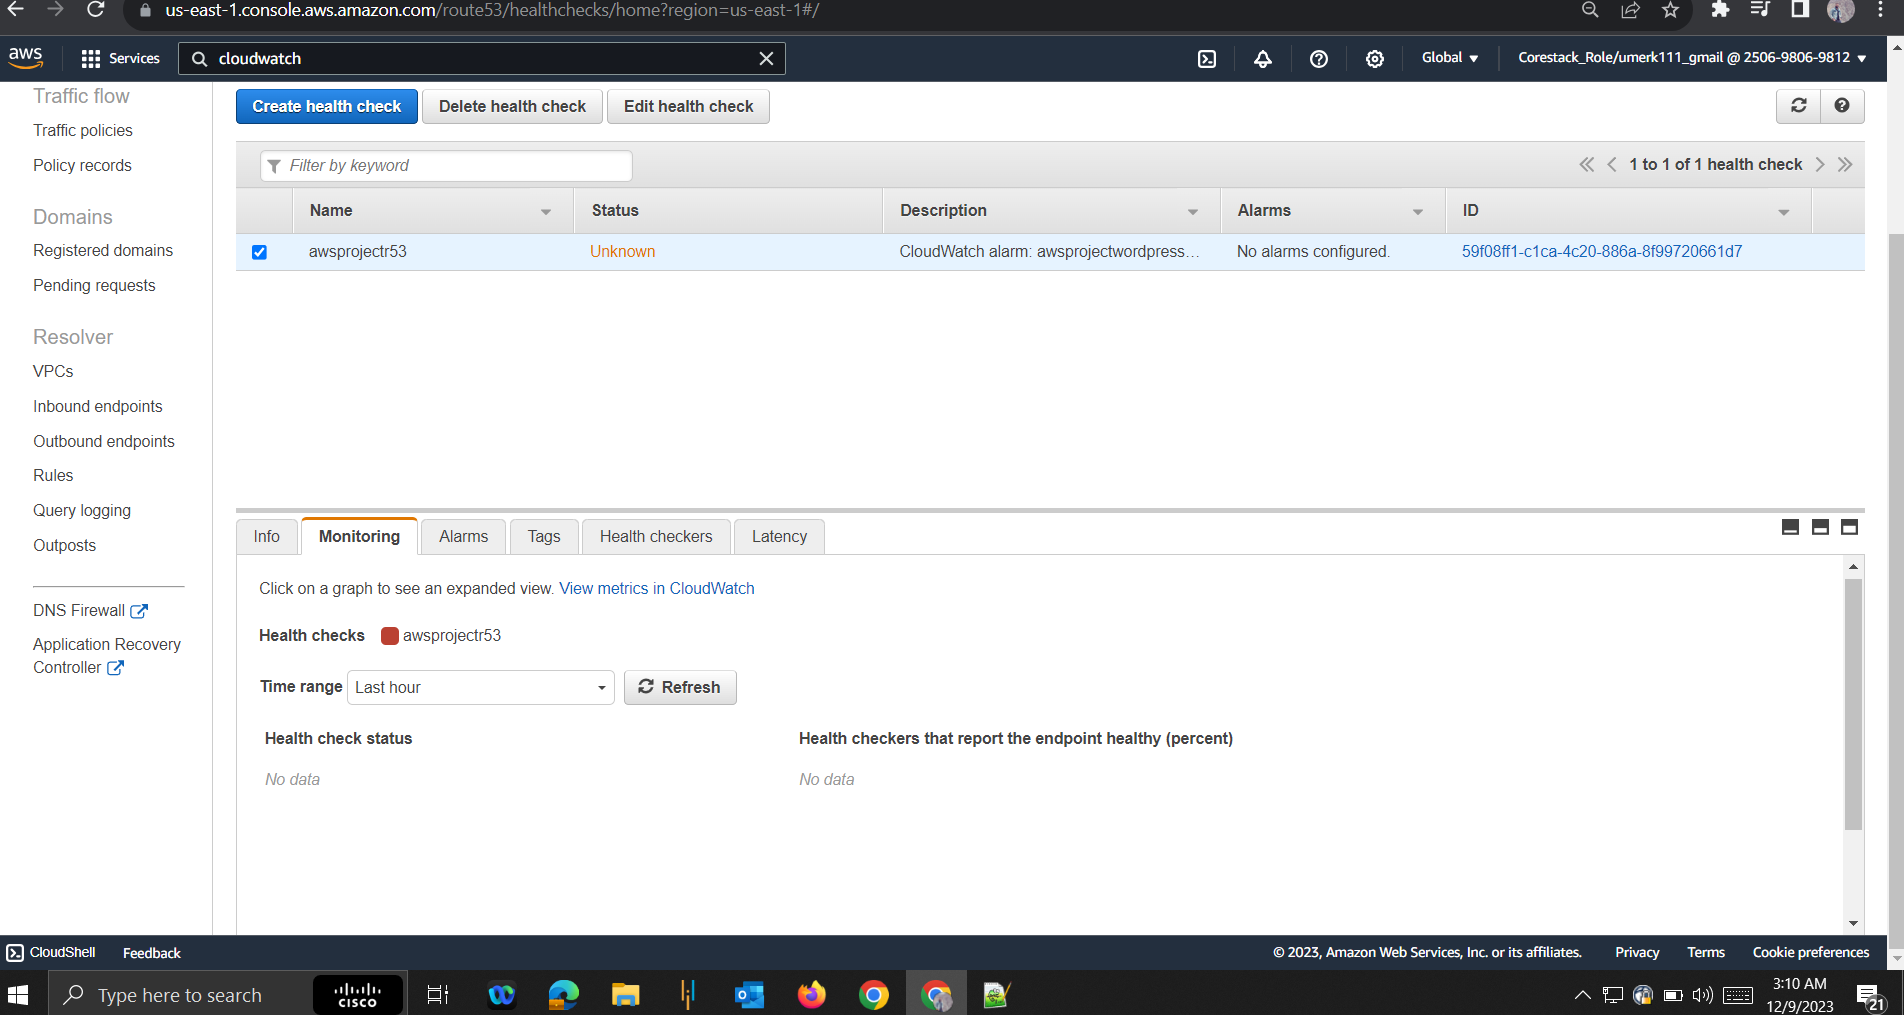 us-east-1.console.aws.amazon.com/route53/healthchecks/home?region=us-east-1#/
aws
Services
cloudwatch
Global
Corestack_Role/umerk111_gmail @ 2506-9806-9812
Traffic flow
Traffic policies
Policy records
Domains
Registered domains
Pending requests
Resolver
VPCs
Inbound endpoints
Outbound endpoints
Rules
Query logging
Outposts
DNS Firewall
Application Recovery
Controller
Create health check
Delete health check
Edit health check
Filter by keyword
1 to 1 of 1 health check
Name Status Description Alarms ID
awsprojectr53 Unknown CloudWatch alarm: awsprojectwordpress… No alarms configured. 59f08ff1-c1ca-4c20-886a-8f99720661d7
Info Monitoring Alarms Tags Health checkers Latency
Click on a graph to see an expanded view. View metrics in CloudWatch
Health checks awsprojectr53
Time range Last hour Refresh
Health check status
No data
Health checkers that report the endpoint healthy (percent)
No data
CloudShell Feedback © 2023, Amazon Web Services, Inc. or its affiliates. Privacy Terms Cookie preferences
Type here to search
CISCO
3:10 AM
12/9/2023
21